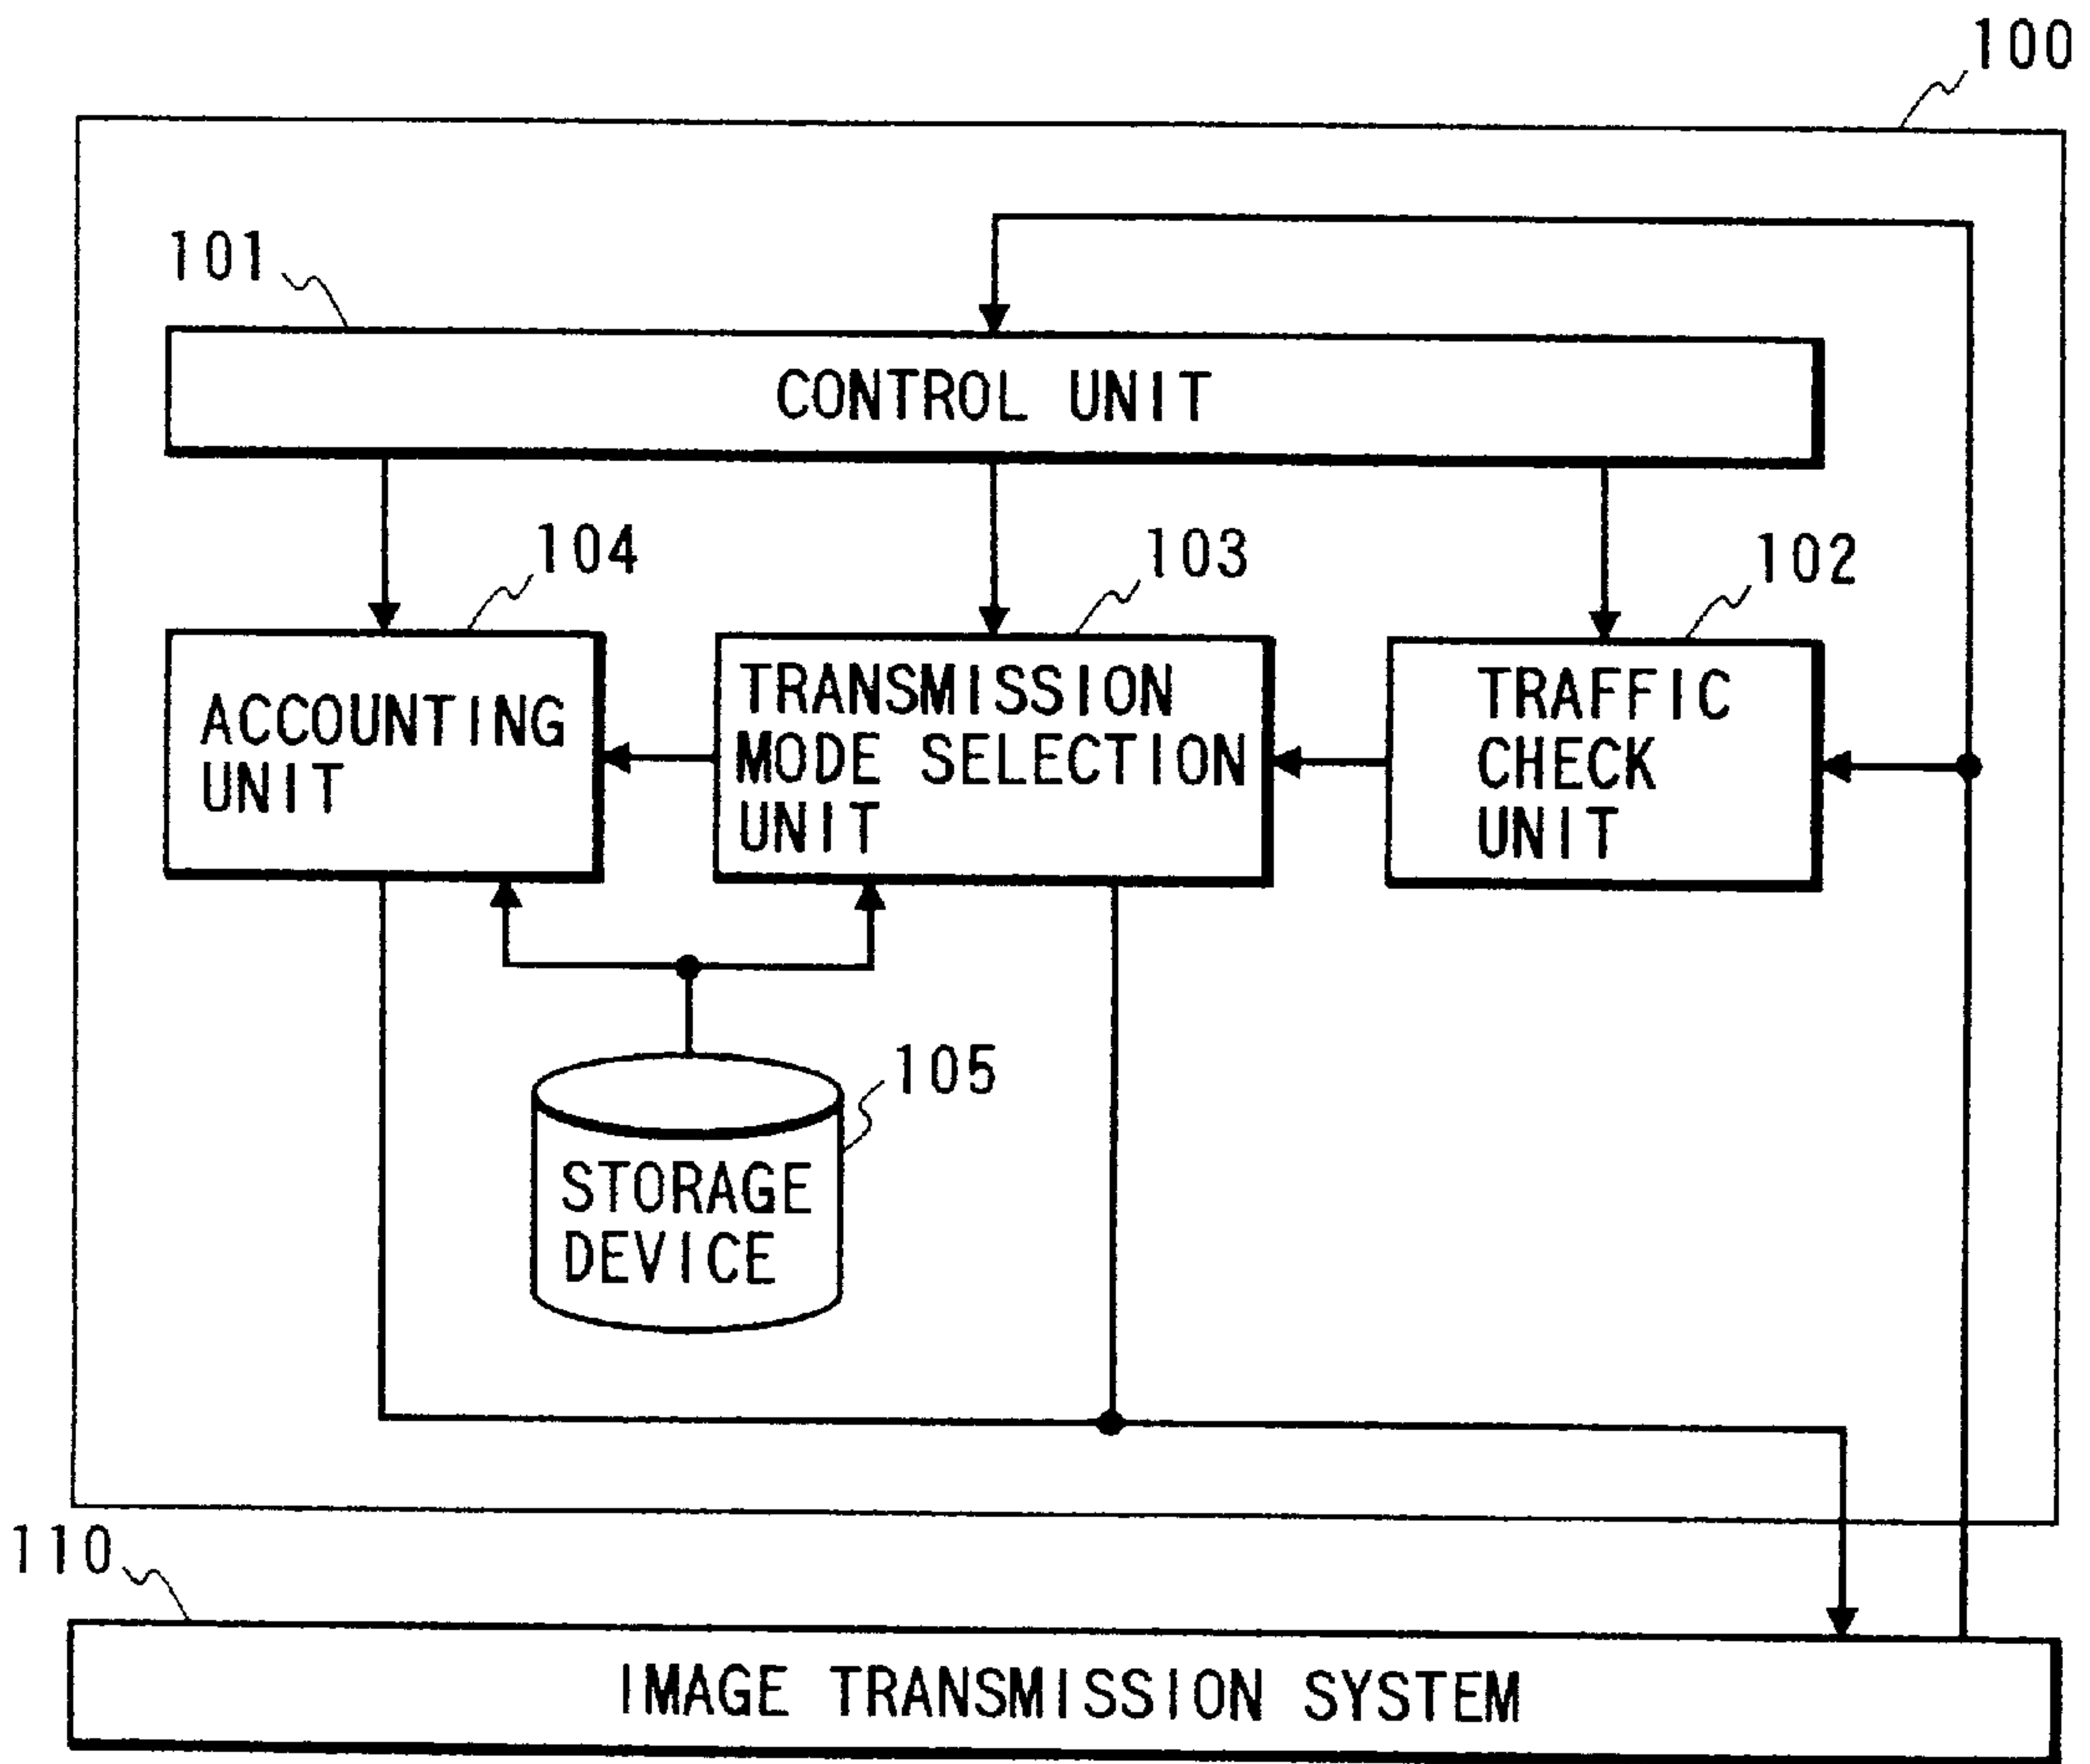 100
101
CONTROL UNIT
104
103
102
ACCOUNTING
UNIT
TRANSMISSION
MODE SELECTION
UNIT
TRAFFIC
CHECK
UNIT
105
STORAGE
DEVICE
110
IMAGE TRANSMISSION SYSTEM